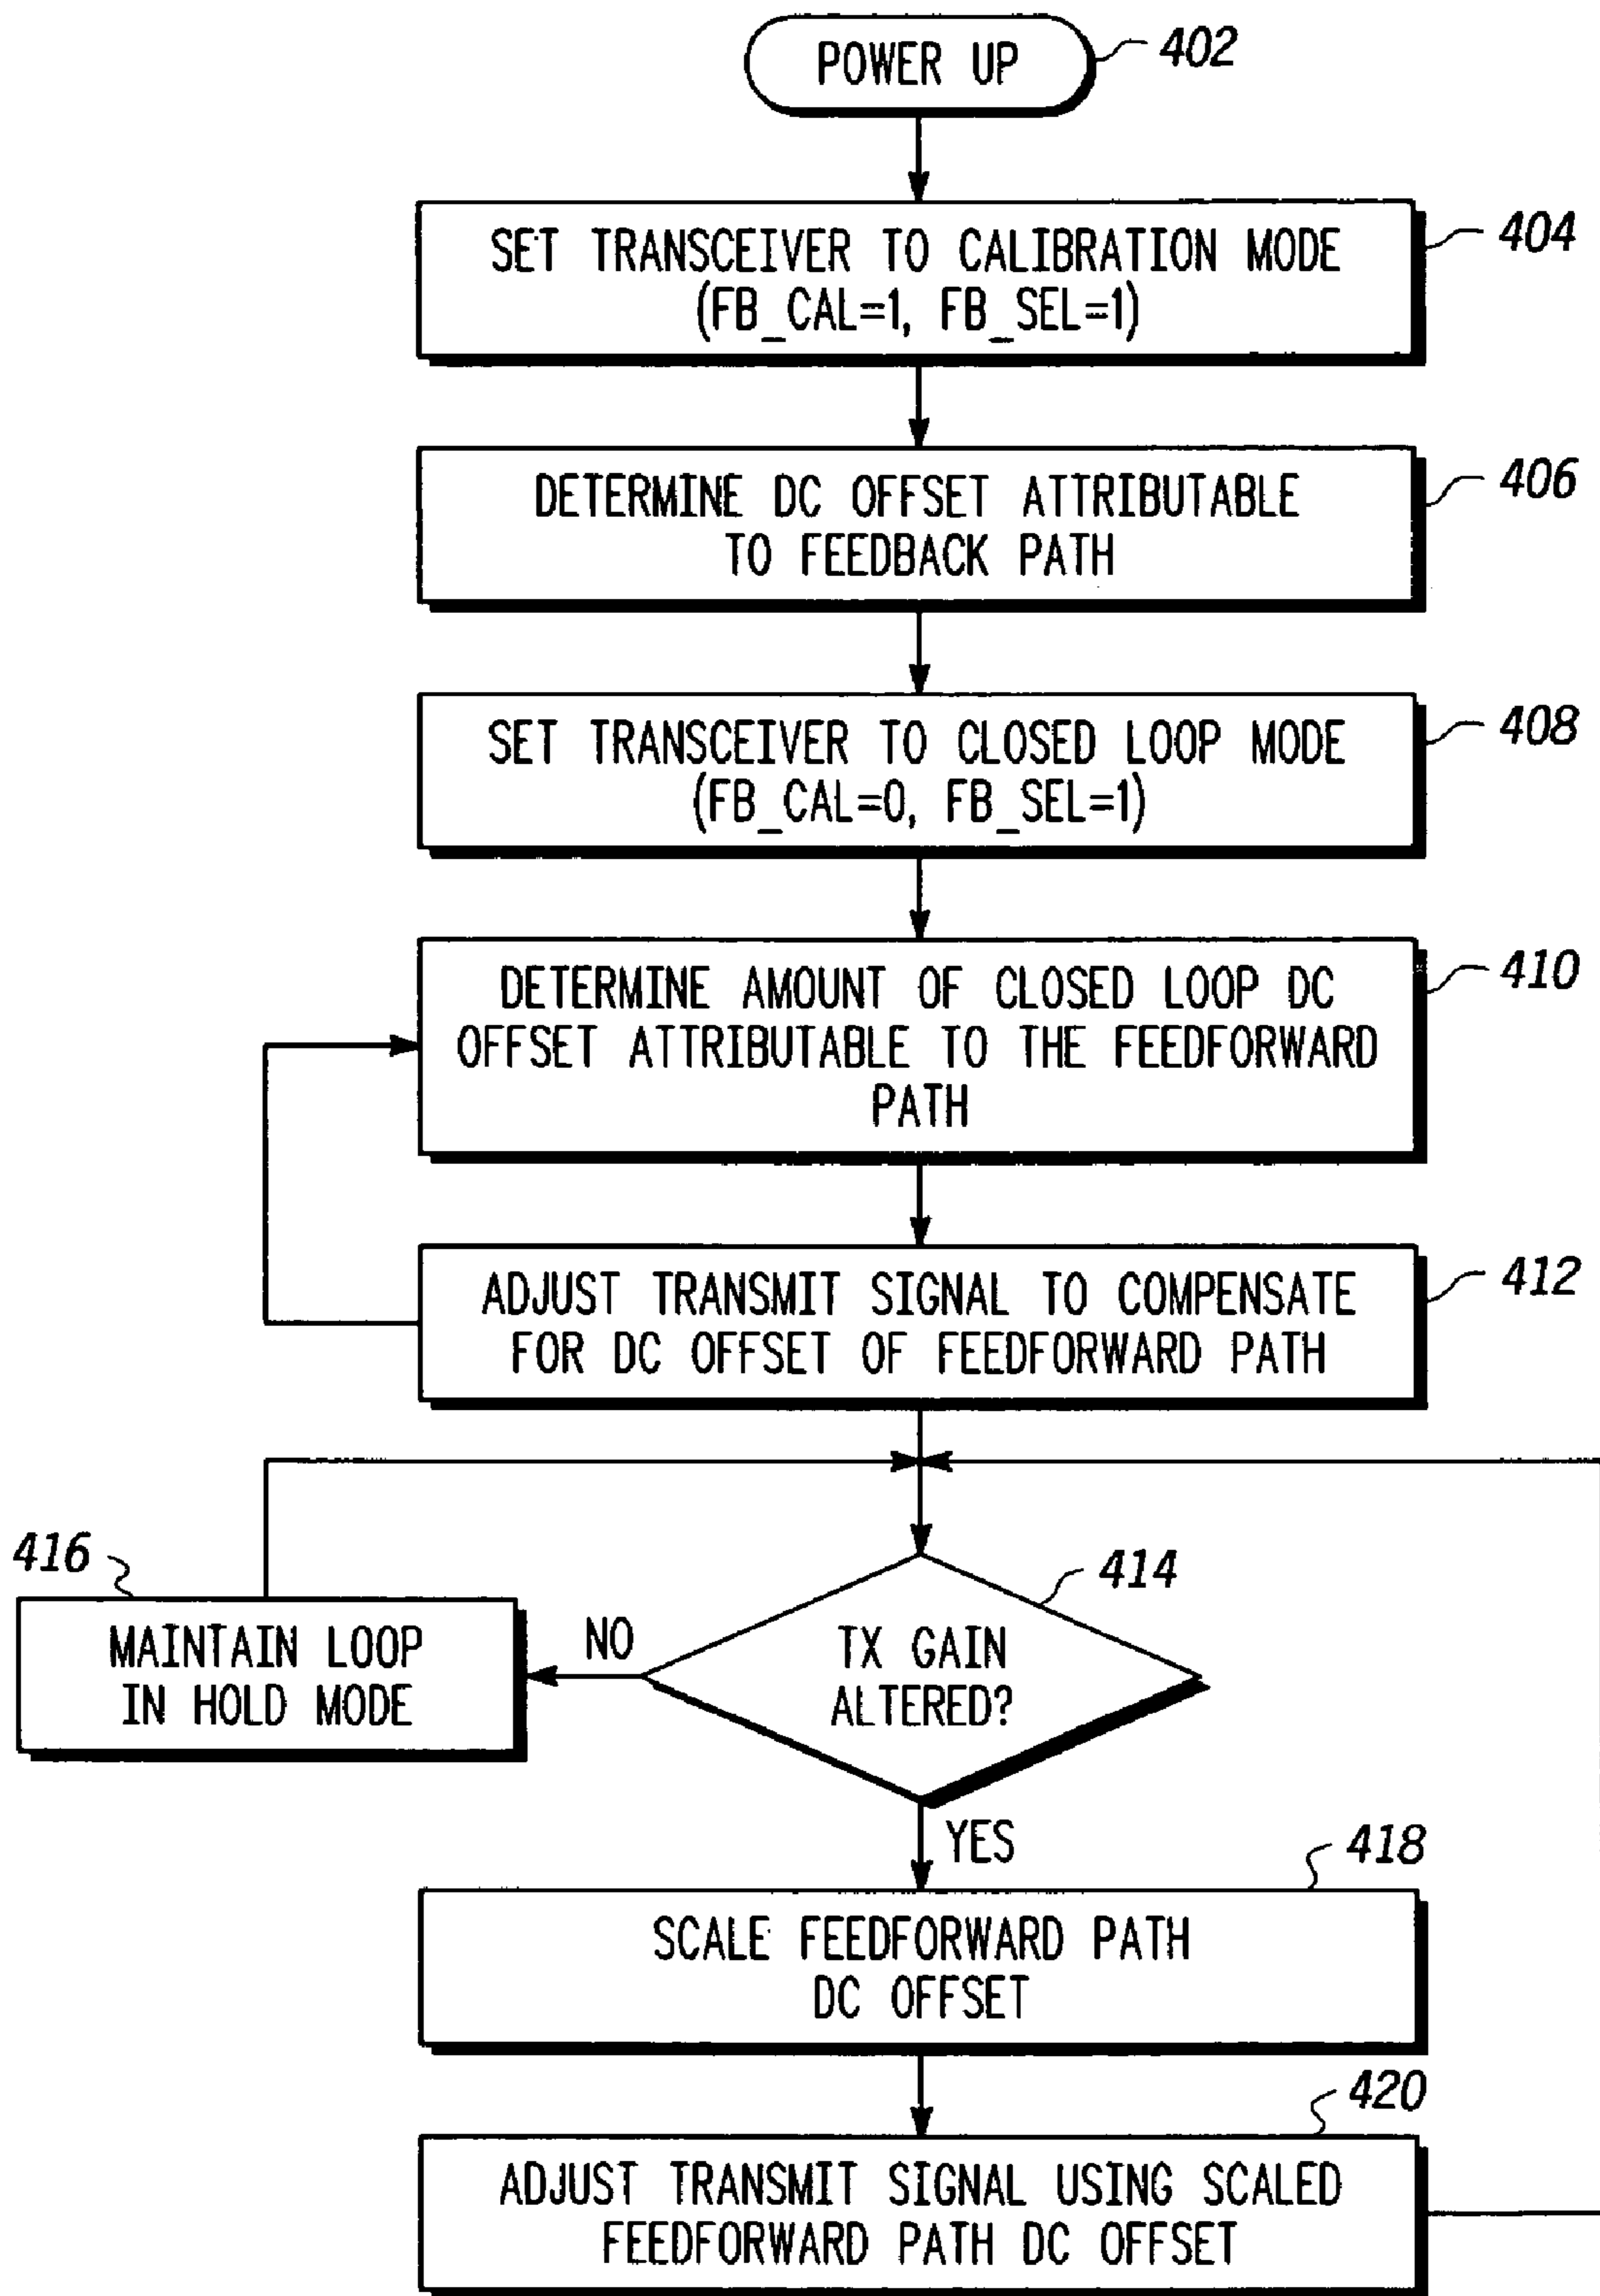 POWER UP
402
SET TRANSCEIVER TO CALIBRATION MODE
(FB_CAL=1, FB_SEL=1)
404
DETERMINE DC OFFSET ATTRIBUTABLE
TO FEEDBACK PATH
406
SET TRANSCEIVER TO CLOSED LOOP MODE
(FB_CAL=0, FB_SEL=1)
408
DETERMINE AMOUNT OF CLOSED LOOP DC
OFFSET ATTRIBUTABLE TO THE FEEDFORWARD
PATH
410
ADJUST TRANSMIT SIGNAL TO COMPENSATE
FOR DC OFFSET OF FEEDFORWARD PATH
412
416
MAINTAIN LOOP
IN HOLD MODE
NO
414
TX GAIN
ALTERED?
YES
418
SCALE FEEDFORWARD PATH
DC OFFSET
420
ADJUST TRANSMIT SIGNAL USING SCALED
FEEDFORWARD PATH DC OFFSET